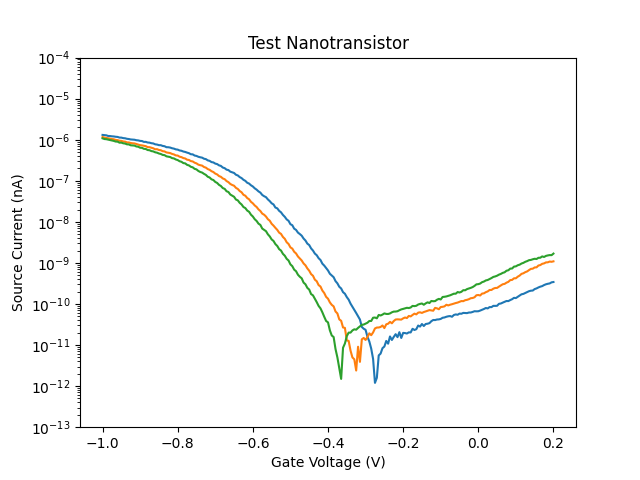 Test Nanotransistor
10⁻⁴
10⁻⁵
10⁻⁶
10⁻⁷
10⁻⁸
10⁻⁹
10⁻¹⁰
10⁻¹¹
10⁻¹²
10⁻¹³
Source Current (nA)
−1.0 −0.8 −0.6 −0.4 −0.2 0.0 0.2
Gate Voltage (V)